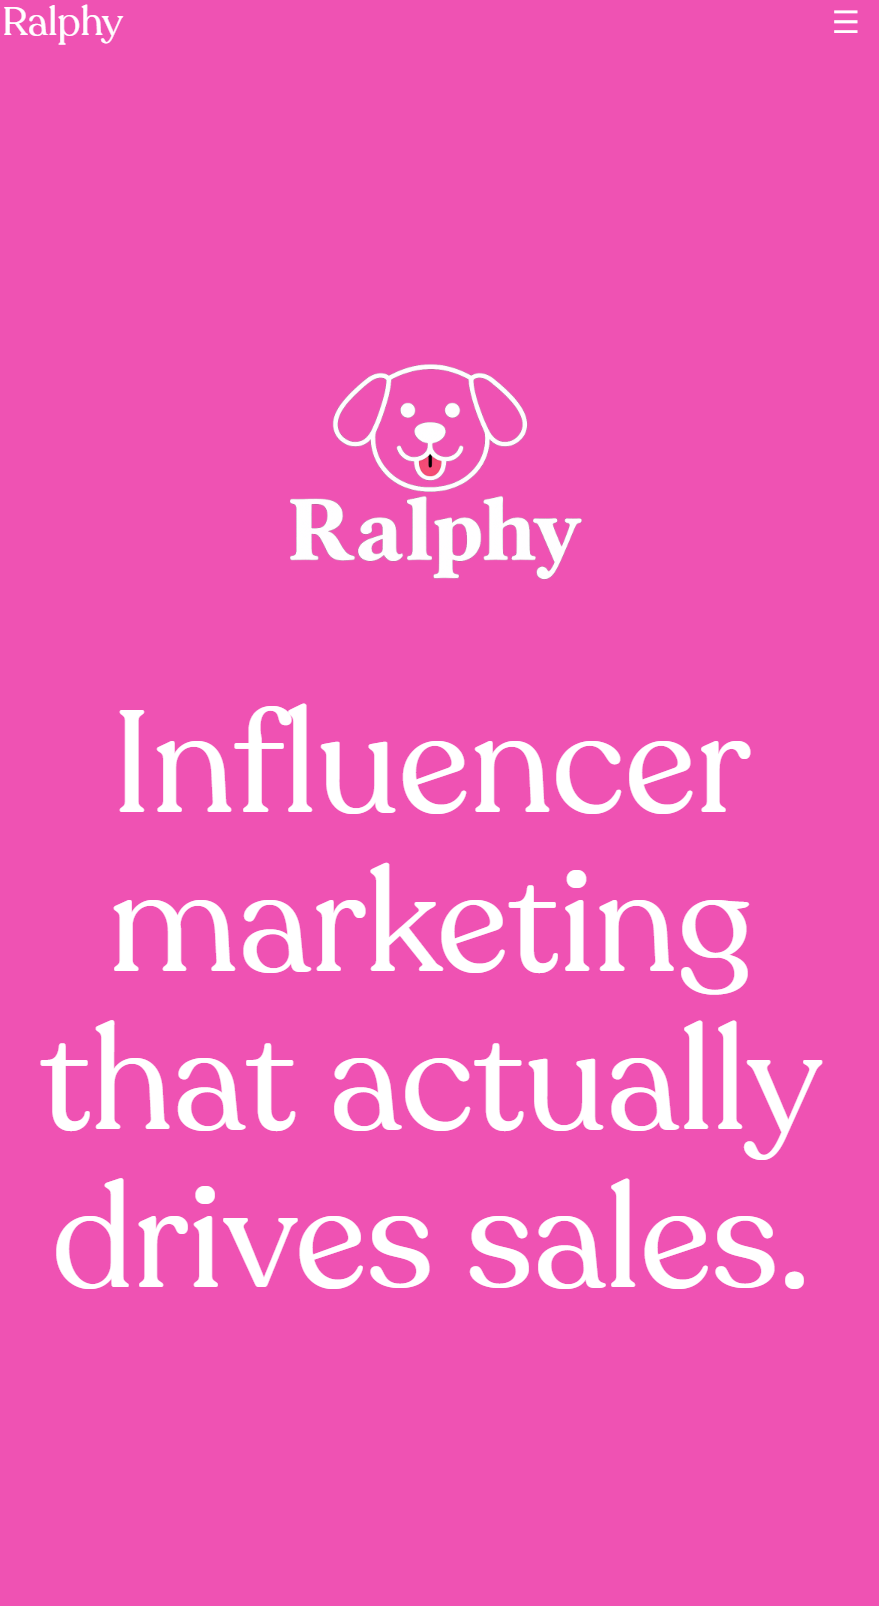 Ralphy
Ralphy
Influencer
marketing
that actually
drives sales.